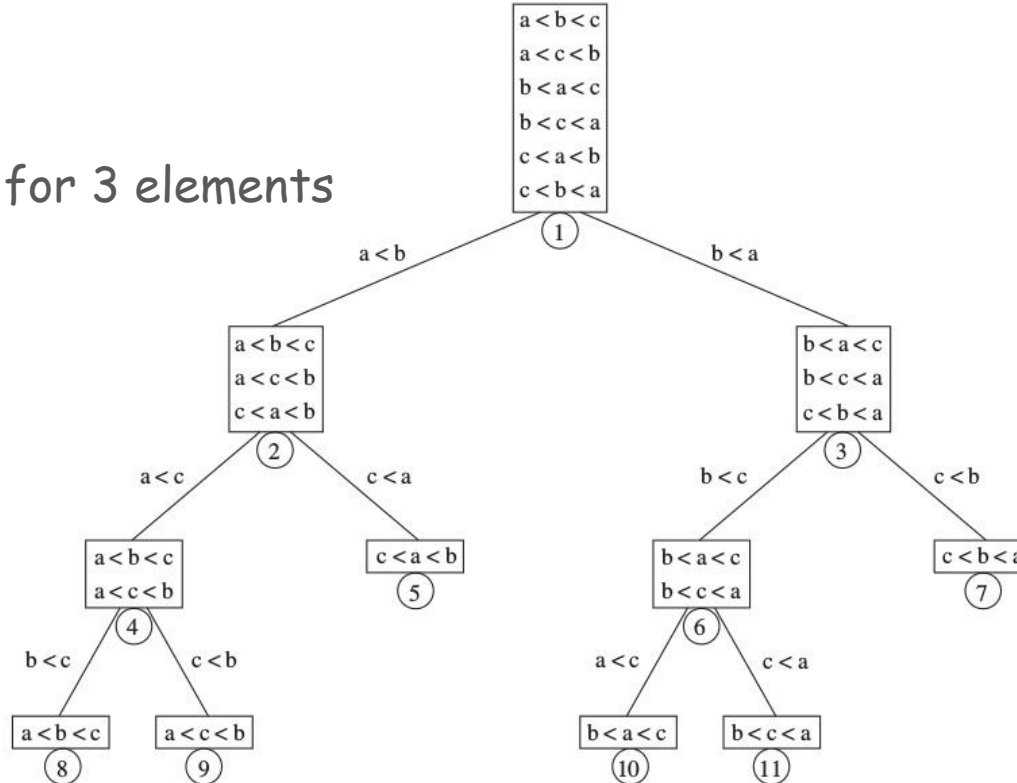 a < b < c
a < c < b
b < a < c
b < c < a
c < a < b
c < b < a
for 3 elements
1
a < b
b < a
a < b < c
a < c < b
c < a < b
2
b < a < c
b < c < a
c < b < a
3
a < c
c < a
b < c
c < b
a < b < c
a < c < b
4
c < a < b
5
b < a < c
b < c < a
6
c < b < a
7
b < c
c < b
a < c
c < a
a < b < c
8
a < c < b
9
b < a < c
10
b < c < a
11